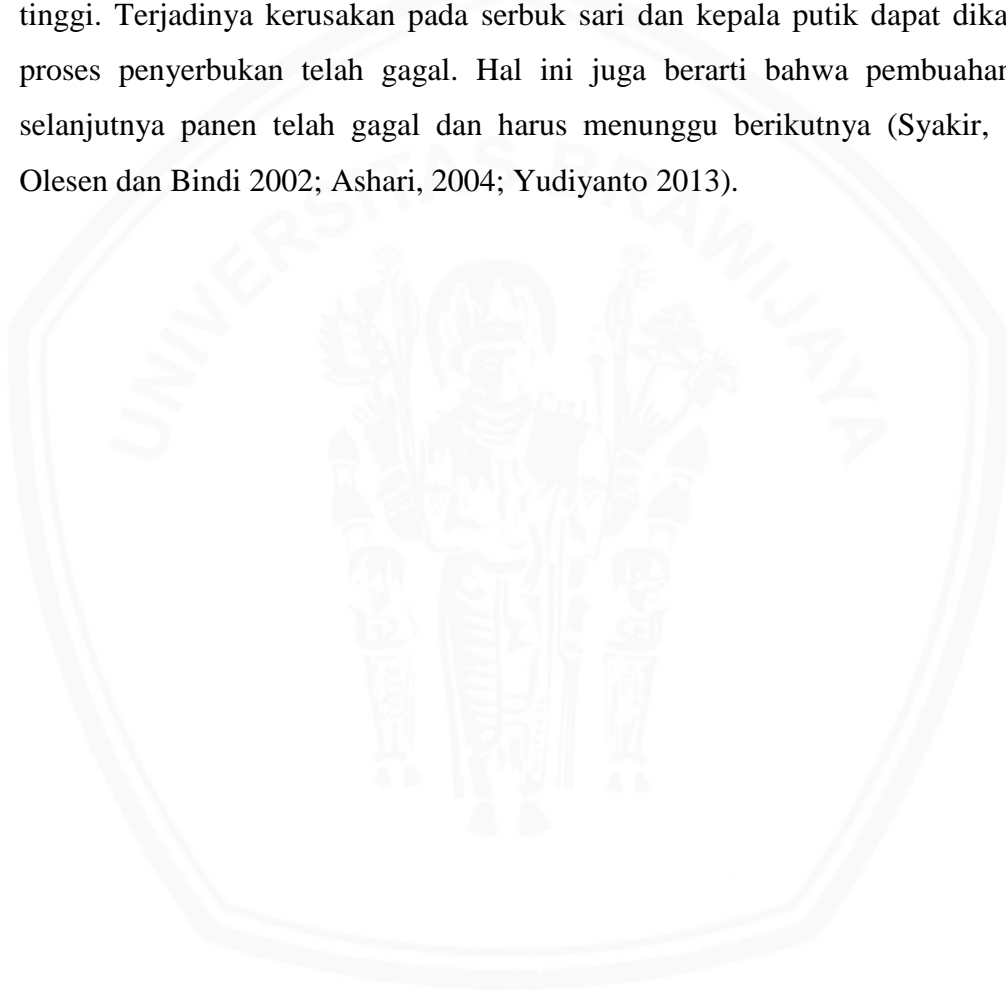 tinggi. Terjadinya kerusakan pada serbuk sari dan kepala putik dapat dika
proses penyerbukan telah gagal. Hal ini juga berarti bahwa pembuahan
selanjutnya panen telah gagal dan harus menunggu berikutnya (Syakir,
Olesen dan Bindi 2002; Ashari, 2004; Yudiyanto 2013).
UNIVERSITAS BRAWIJAYA